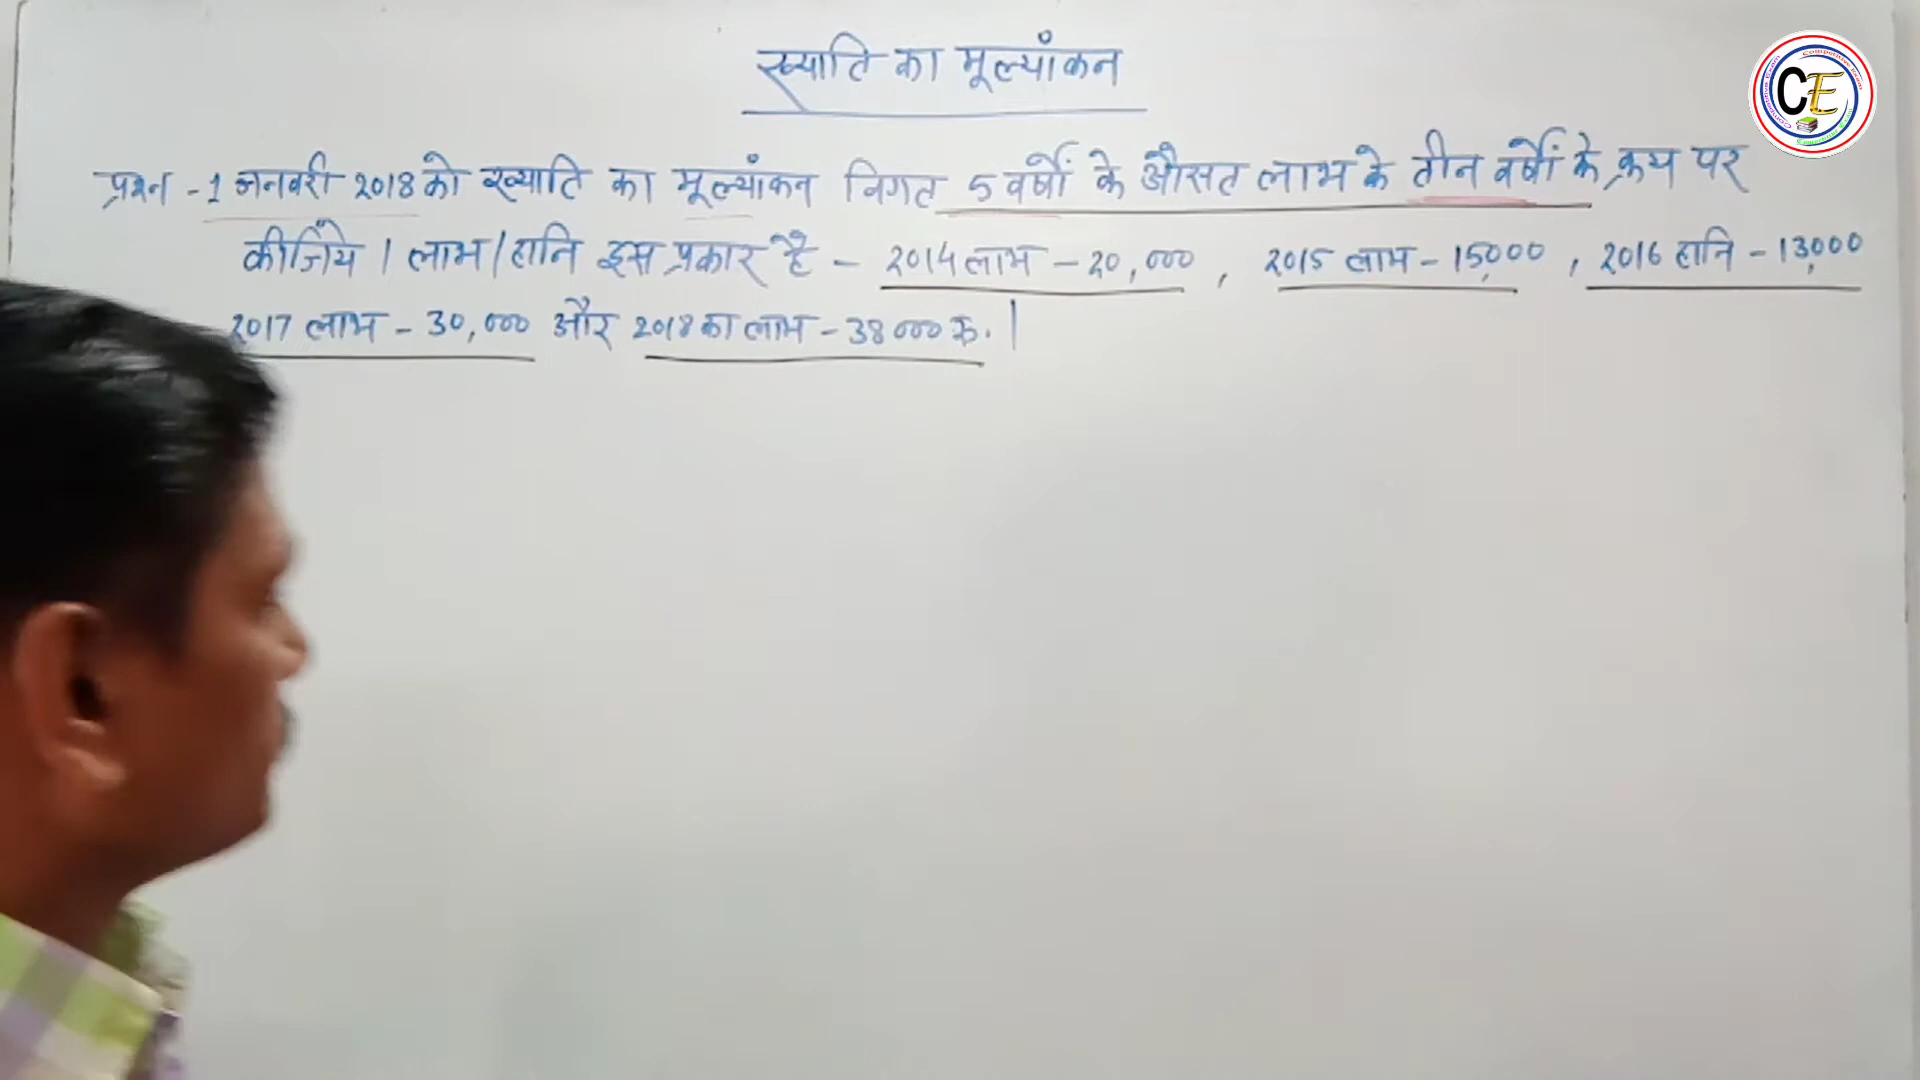 ख्याति का मूल्यांकन
प्रश्न - 1 जनवरी 2018 को ख्याति का मूल्यांकन विगत 5 वर्षों के औसत लाभ के तीन वर्षों के क्रय पर
कीजिये। लाभ/हानि इस प्रकार है - 2014 लाभ - 20,000 , 2015 लाभ - 15,000 , 2016 हानि - 13,000
2017 लाभ - 30,000 और 2018 का लाभ - 38000 रु.।
CE